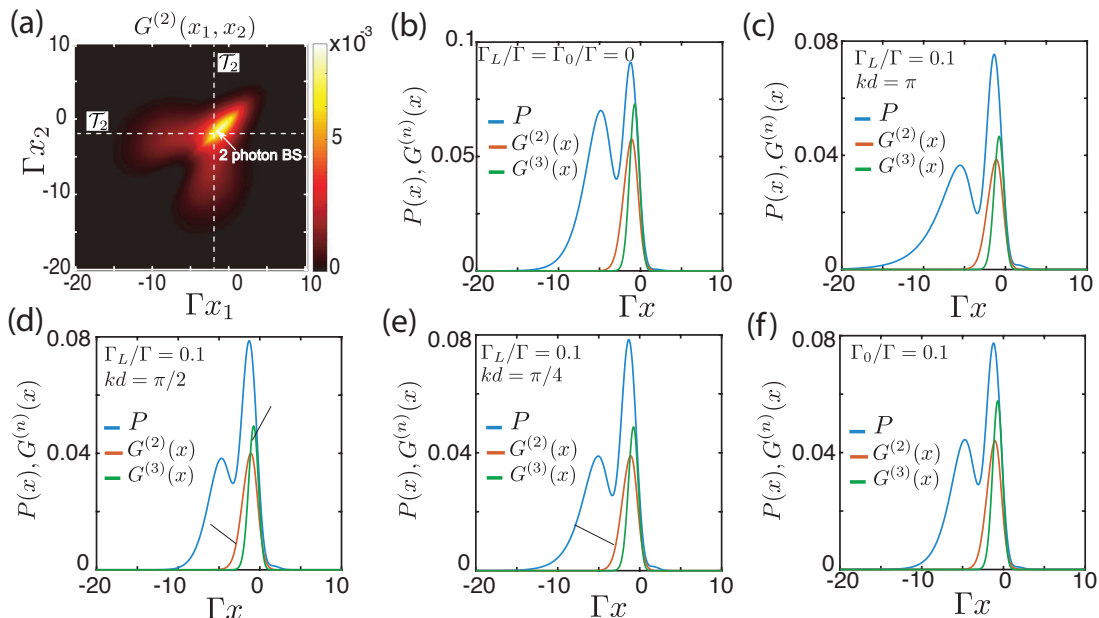 (a)
G^{(2)}(x_1, x_2)
x10^{-3}
10
0
-10
-20
Γx_2
-20 -10 0 10
Γx_1
T_2
T_2
2 photon BS
5
0
(b)
Γ_L/Γ = Γ_0/Γ = 0
P
G^{(2)}(x)
G^{(3)}(x)
P(x), G^{(n)}(x)
0.1
0.05
0
-20 -10 0 10
Γx
(c)
Γ_L/Γ = 0.1
kd = π
P
G^{(2)}(x)
G^{(3)}(x)
P(x), G^{(n)}(x)
0.08
0.04
0
-20 -10 0 10
Γx
(d)
Γ_L/Γ = 0.1
kd = π/2
P
G^{(2)}(x)
G^{(3)}(x)
P(x), G^{(n)}(x)
0.08
0.04
0
-20 -10 0 10
Γx
(e)
Γ_L/Γ = 0.1
kd = π/4
P
G^{(2)}(x)
G^{(3)}(x)
P(x), G^{(n)}(x)
0.08
0.04
0
-20 -10 0 10
Γx
(f)
Γ_0/Γ = 0.1
P
G^{(2)}(x)
G^{(3)}(x)
P(x), G^{(n)}(x)
0.08
0.04
0
-20 -10 0 10
Γx